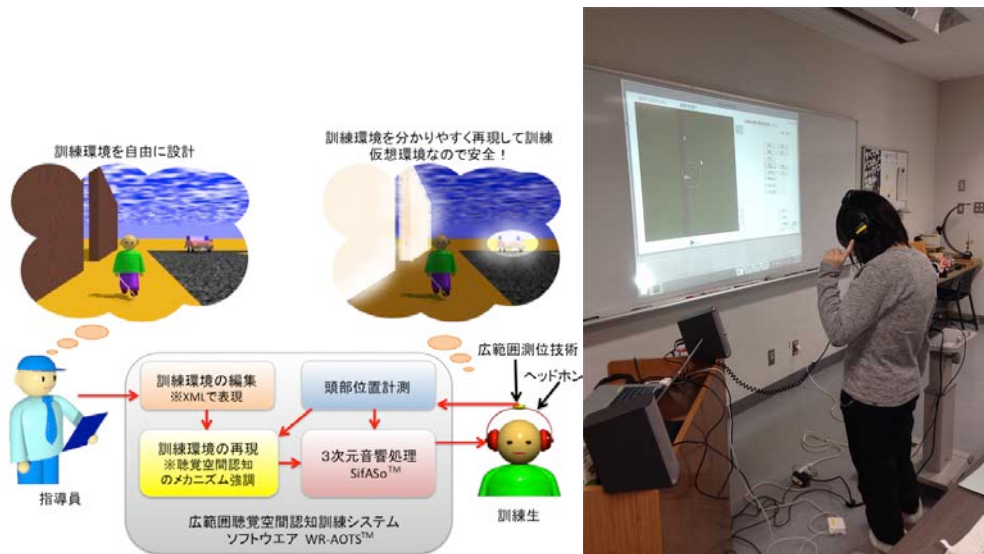 訓練環境を自由に設計
訓練環境を分かりやすく再現して訓練
仮想環境なので安全！
広範囲測位技術
ヘッドホン
訓練環境の編集
※XMLで表現
頭部位置計測
訓練環境の再現
※聴覚空間認知
のメカニズム強調
3次元音響処理
SifASo™
指導員
訓練生
広範囲聴覚空間認知訓練システム
ソフトウエア WR-AOTS™